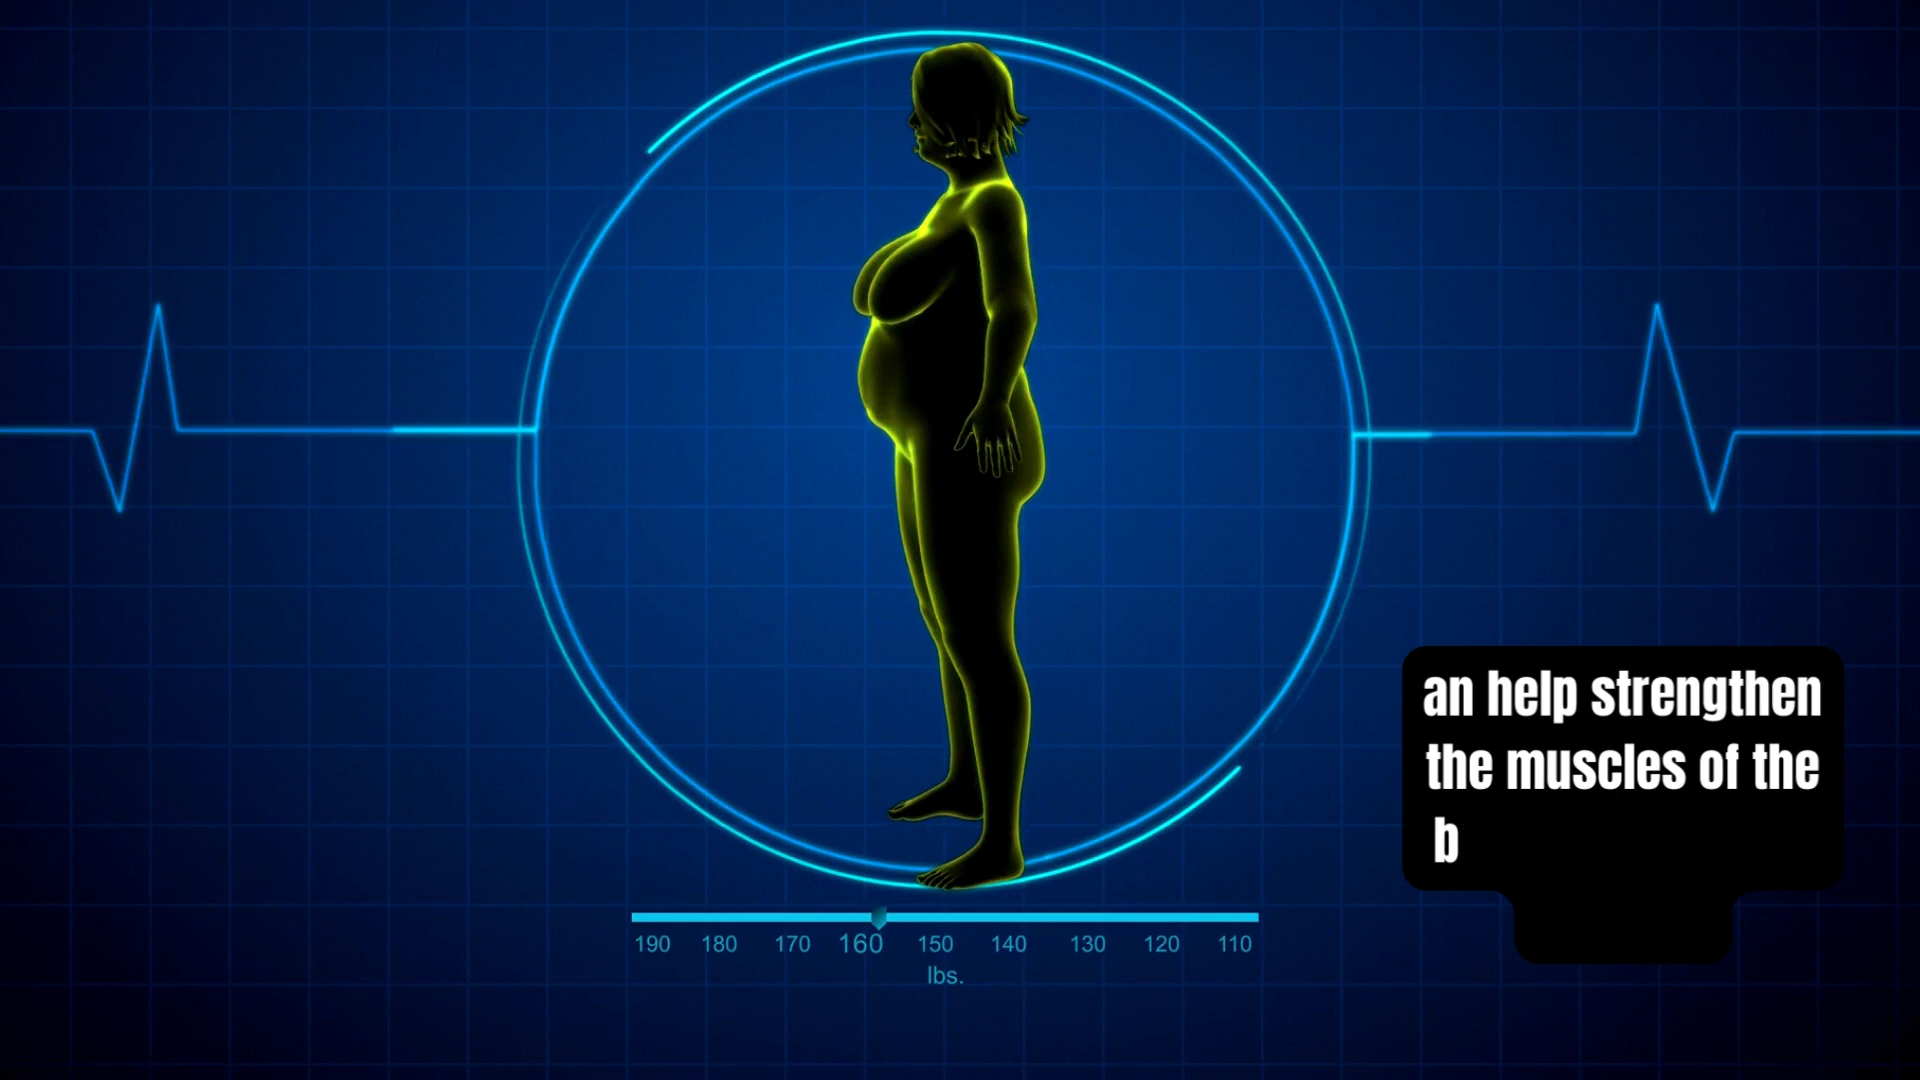 an help strengthen
the muscles of the
b
190 180 170 160 150 140 130 120 110
lbs.